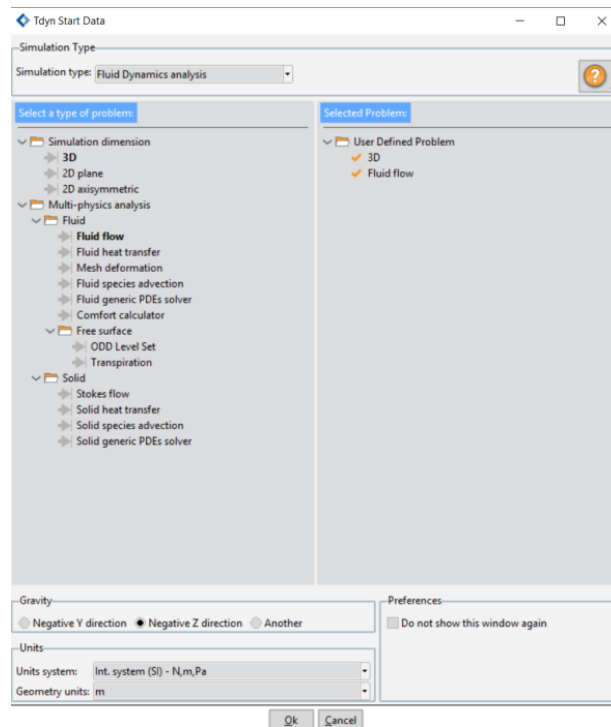 Tdyn Start Data
Simulation Type
Simulation type: Fluid Dynamics analysis
Select a type of problem:
Simulation dimension
3D
2D plane
2D axisymmetric
Multi-physics analysis
Fluid
Fluid flow
Fluid heat transfer
Mesh deformation
Fluid species advection
Fluid generic PDEs solver
Comfort calculator
Free surface
ODD Level Set
Transpiration
Solid
Stokes flow
Solid heat transfer
Solid species advection
Solid generic PDEs solver
Selected Problem:
User Defined Problem
3D
Fluid flow
Gravity
Negative Y direction Negative Z direction Another
Units
Units system: Int. system (SI) - N,m,Pa
Geometry units: m
Preferences
Do not show this window again
Ok Cancel